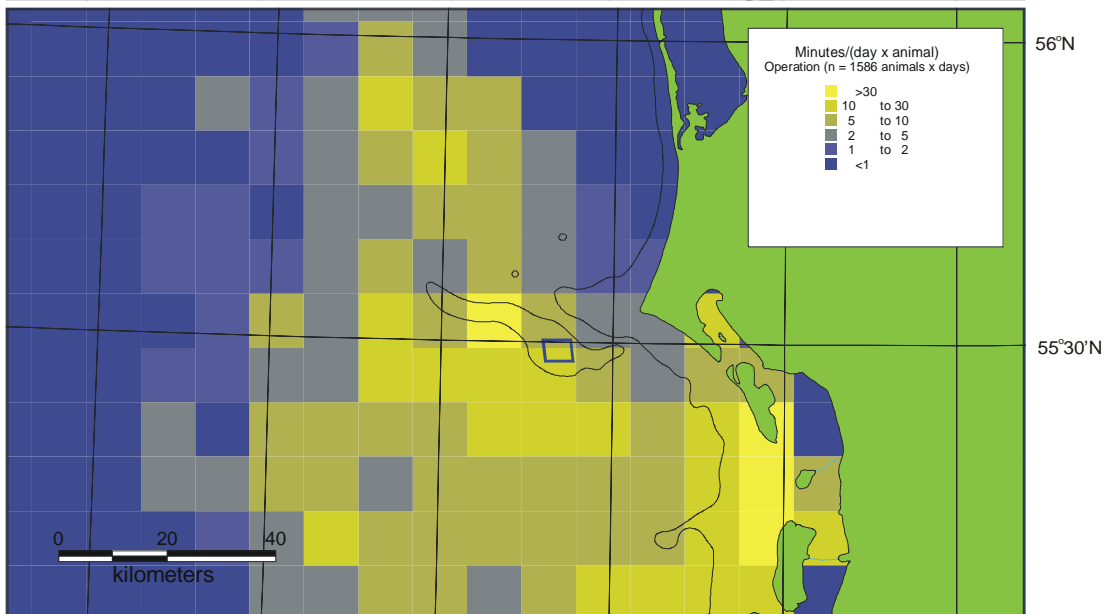 56°N
Minutes/(day x animal)
Operation (n = 1586 animals x days)
>30
10 to 30
5 to 10
2 to 5
1 to 2
<1
55°30'N
0 20 40
kilometers